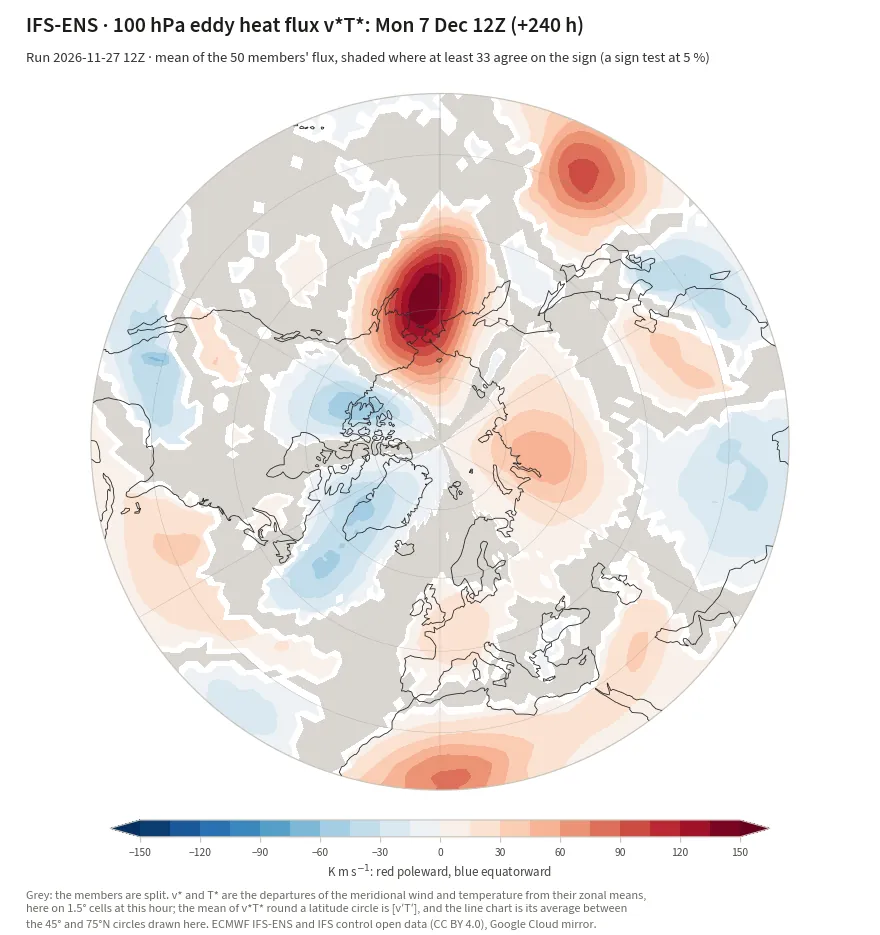 IFS-ENS · 100 hPa eddy heat flux v*T*: Mon 7 Dec 12Z (+240 h)
Run 2026-11-27 12Z · mean of the 50 members' flux, shaded where at least 33 agree on the sign (a sign test at 5 %)
−150 −120 −90 −60 −30 0 30 60 90 120 150
K m s⁻¹: red poleward, blue equatorward
Grey: the members are split. v* and T* are the departures of the meridional wind and temperature from their zonal means,
here on 1.5° cells at this hour; the mean of v*T* round a latitude circle is [v'T'], and the line chart is its average between
the 45° and 75°N circles drawn here. ECMWF IFS-ENS and IFS control open data (CC BY 4.0), Google Cloud mirror.